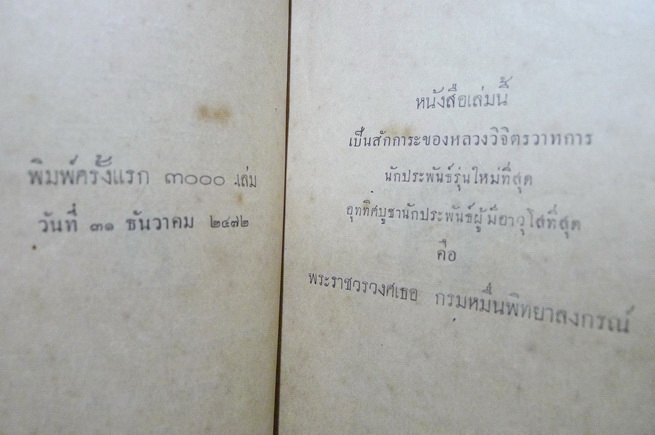 พิมพ์ครั้งแรก ๓๐๐๐ เล่ม
วันที่ ๓๑ ธันวาคม ๒๔๗๒
หนังสือเล่มนี้
เป็นสักการะของหลวงวิจิตรวาทการ
นักประพันธ์รุ่นใหม่ที่สุด
อุททิศบูชานักประพันธ์ผู้มีอาวุโสที่สุด
คือ
พระราชวรวงศเธอ กรมหมื่นพิทยาลงกรณ์